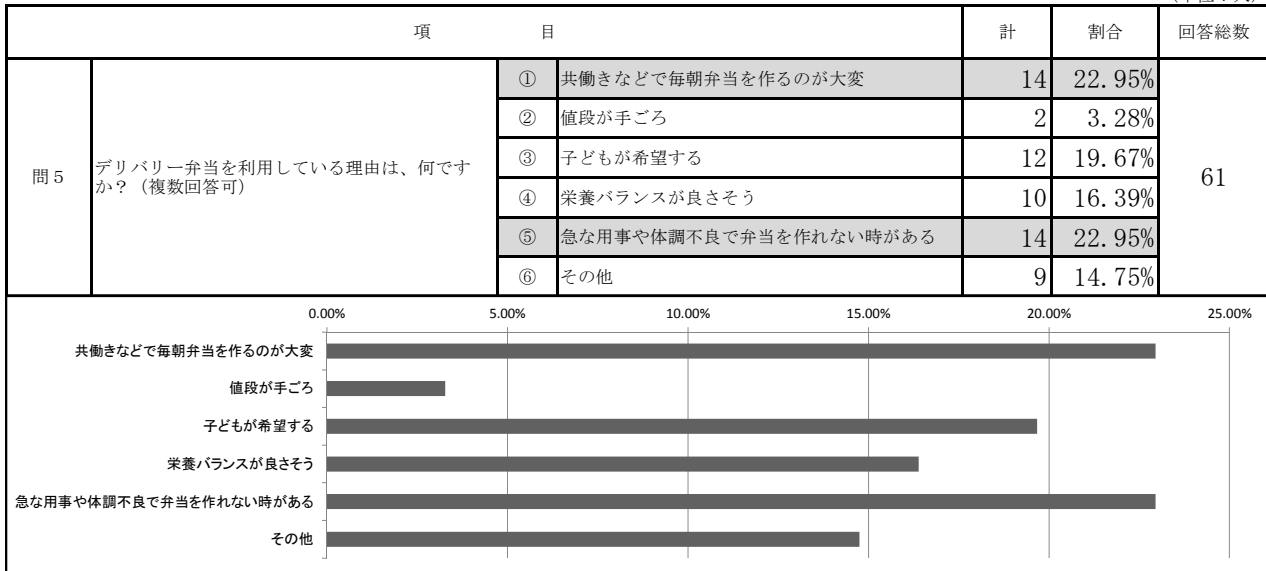 項 目 計 割合 回答総数
問5 デリバリー弁当を利用している理由は、何です
か？（複数回答可）
① 共働きなどで毎朝弁当を作るのが大変 14 22.95%
② 値段が手ごろ 2 3.28%
③ 子どもが希望する 12 19.67%
④ 栄養バランスが良さそう 10 16.39%
⑤ 急な用事や体調不良で弁当を作れない時がある 14 22.95%
⑥ その他 9 14.75%
61
0.00% 5.00% 10.00% 15.00% 20.00% 25.00%
共働きなどで毎朝弁当を作るのが大変
値段が手ごろ
子どもが希望する
栄養バランスが良さそう
急な用事や体調不良で弁当を作れない時がある
その他